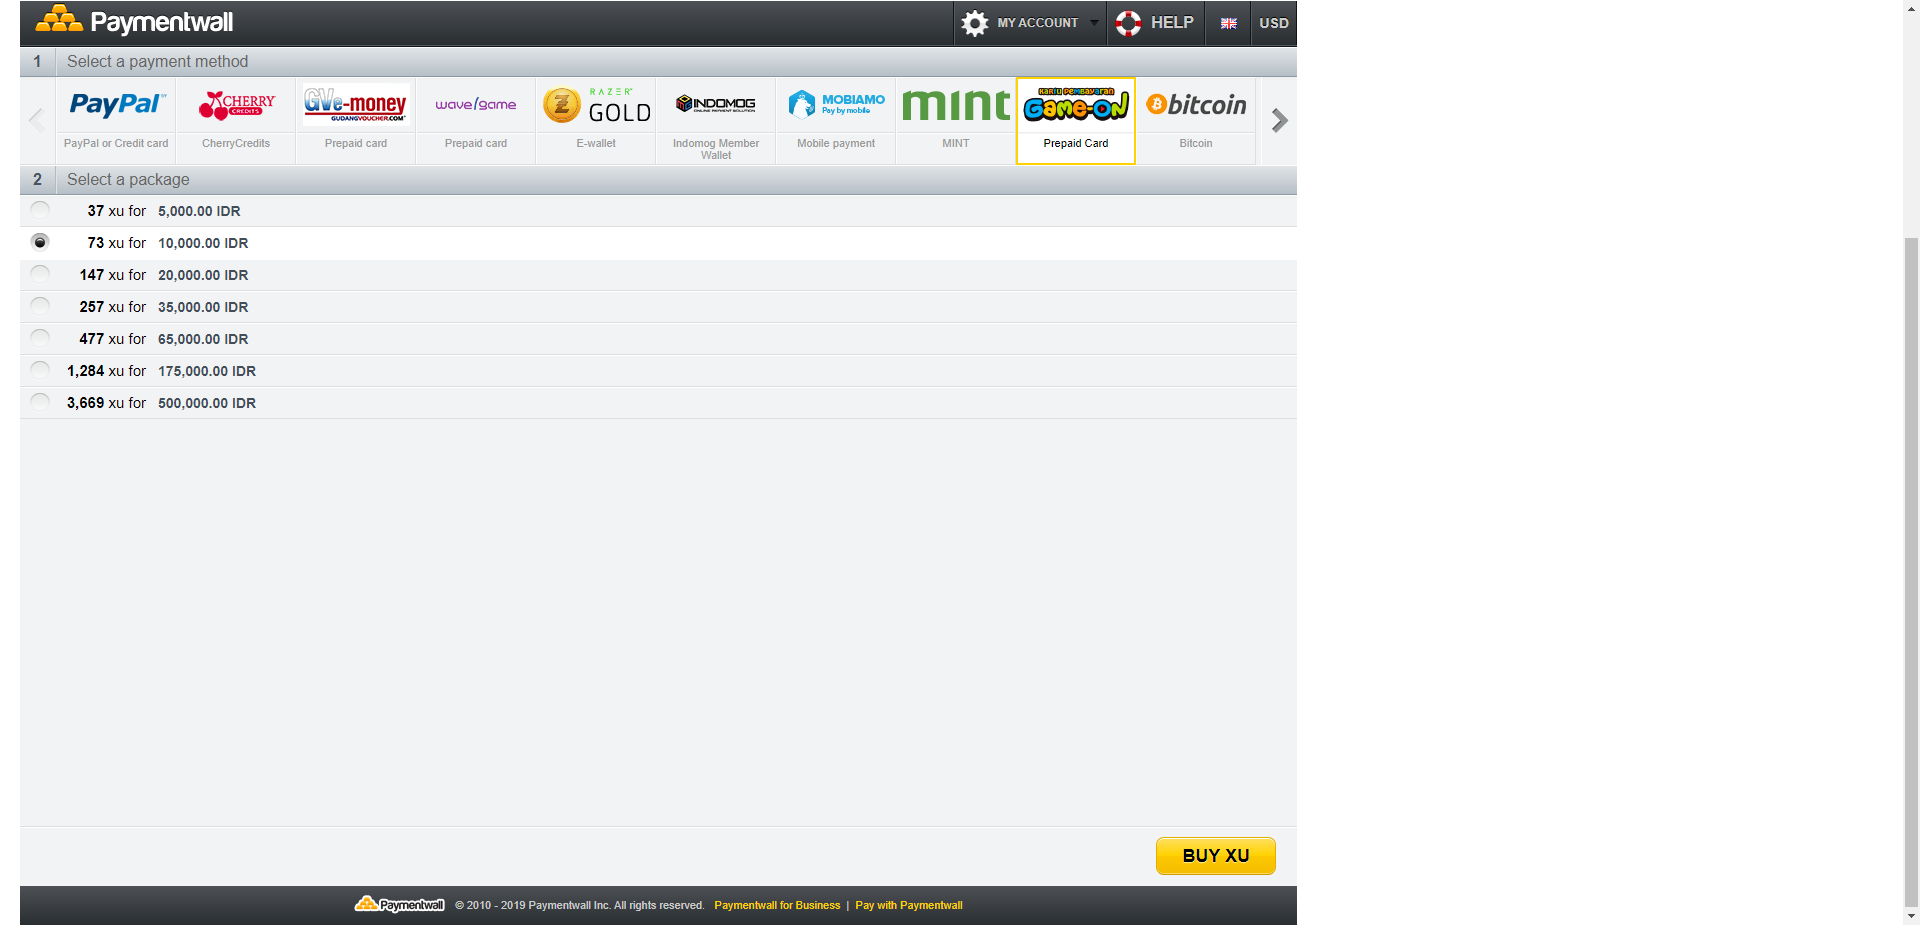 Paymentwall
MY ACCOUNT
HELP
USD
1 Select a payment method
PayPal™
PayPal or Credit card
CHERRY
CREDITS
CherryCredits
GVe-money
GUDANGVOUCHER.COM
Prepaid card
wave/game
Prepaid card
RAZER
GOLD
E-wallet
INDOMOG
ONLINE PAYMENT SOLUTION
Indomog Member
Wallet
MOBIAMO
Pay by mobile
Mobile payment
mint
MINT
KARTU PEMBAYARAN
GAME-ON
Prepaid Card
bitcoin
Bitcoin
2 Select a package
37 xu for 5,000.00 IDR
73 xu for 10,000.00 IDR
147 xu for 20,000.00 IDR
257 xu for 35,000.00 IDR
477 xu for 65,000.00 IDR
1,284 xu for 175,000.00 IDR
3,669 xu for 500,000.00 IDR
BUY XU
Paymentwall © 2010 - 2019 Paymentwall Inc. All rights reserved. Paymentwall for Business | Pay with Paymentwall